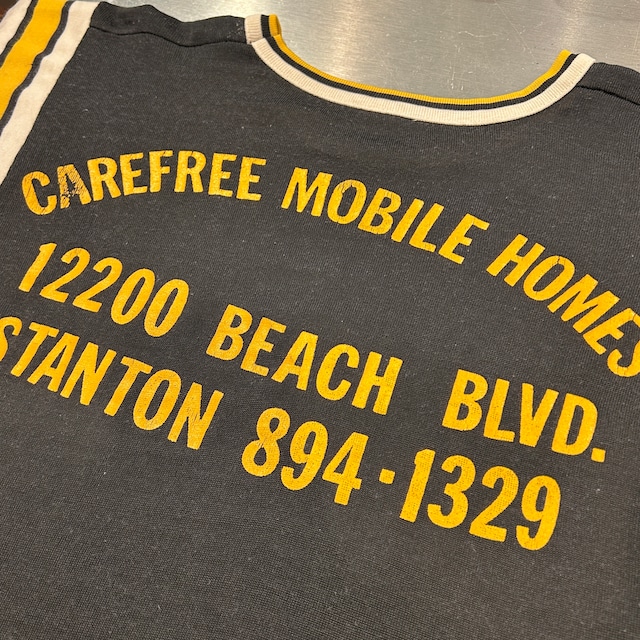 CAREFREE MOBILE HOMES
12200 BEACH BLVD.
STANTON 894·1329